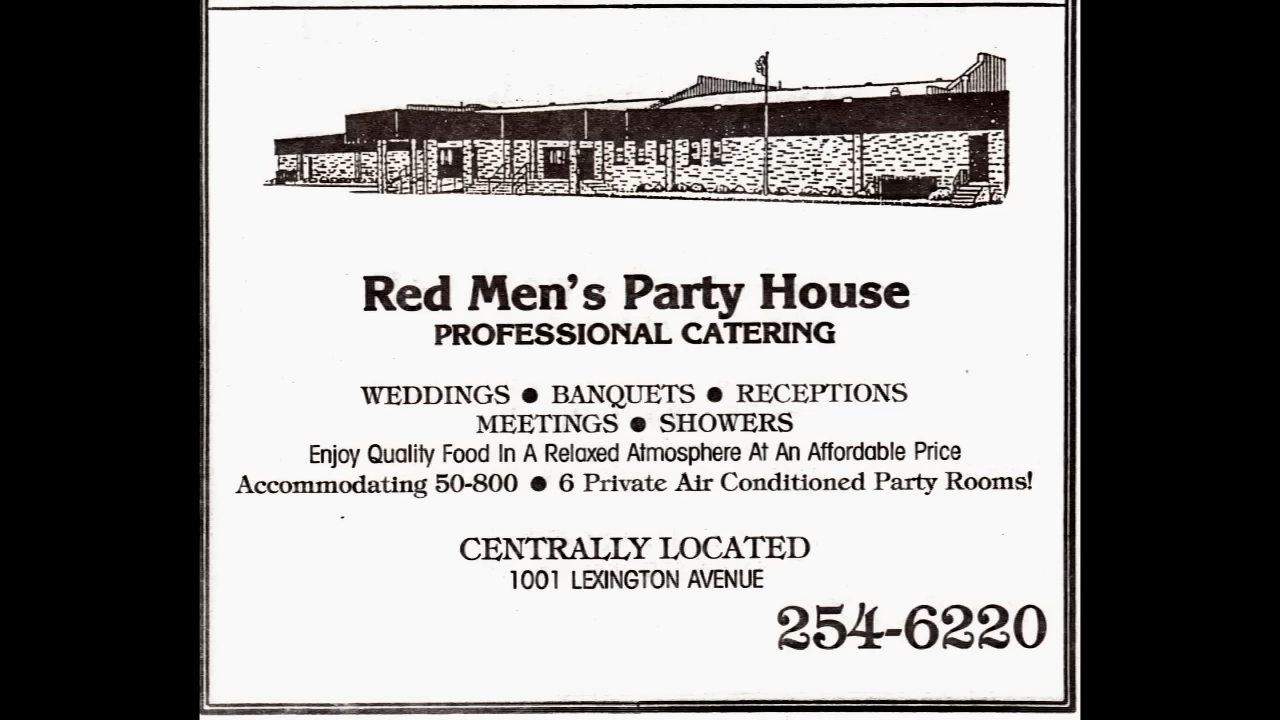 Red Men's Party House
PROFESSIONAL CATERING
WEDDINGS ● BANQUETS ● RECEPTIONS
MEETINGS ● SHOWERS
Enjoy Quality Food In A Relaxed Atmosphere At An Affordable Price
Accommodating 50-800 ● 6 Private Air Conditioned Party Rooms!
CENTRALLY LOCATED
1001 LEXINGTON AVENUE
254-6220